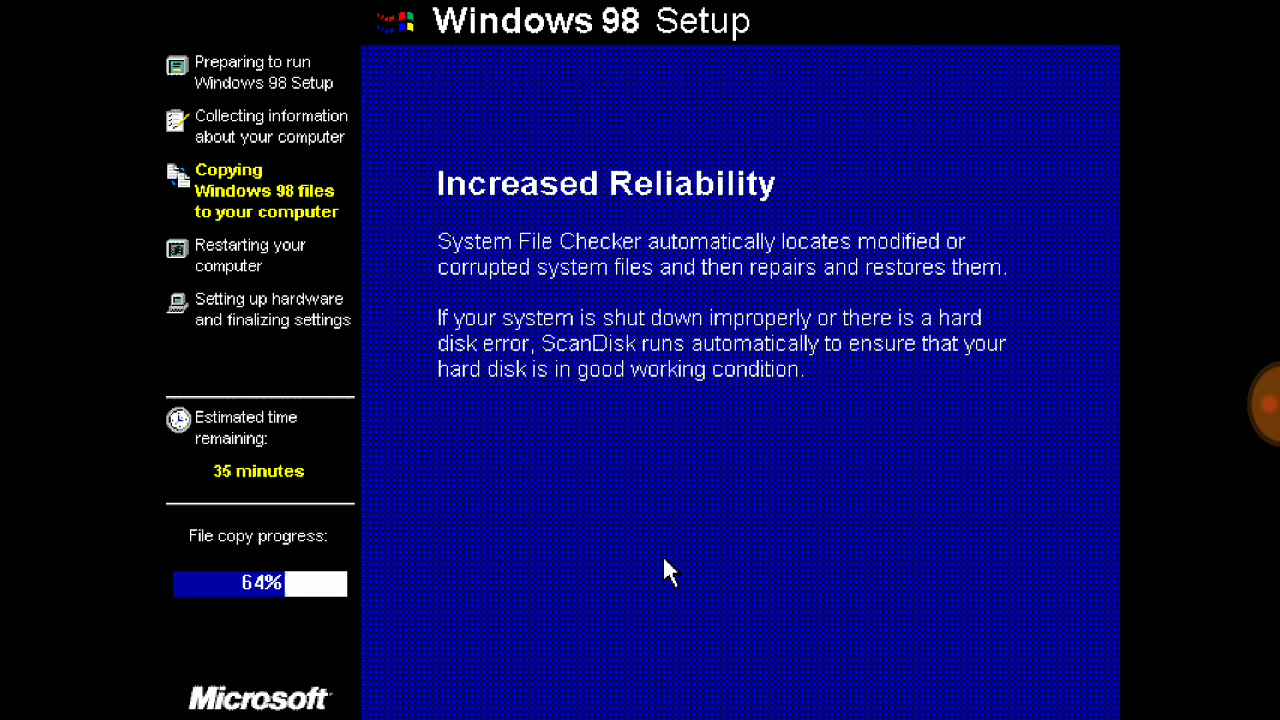 Windows 98 Setup
Preparing to run
Windows 98 Setup
Collecting information
about your computer
Copying
Windows 98 files
to your computer
Restarting your
computer
Setting up hardware
and finalizing settings
Estimated time
remaining:
35 minutes
File copy progress:
64%
Microsoft
Increased Reliability
System File Checker automatically locates modified or
corrupted system files and then repairs and restores them.
If your system is shut down improperly or there is a hard
disk error, ScanDisk runs automatically to ensure that your
hard disk is in good working condition.